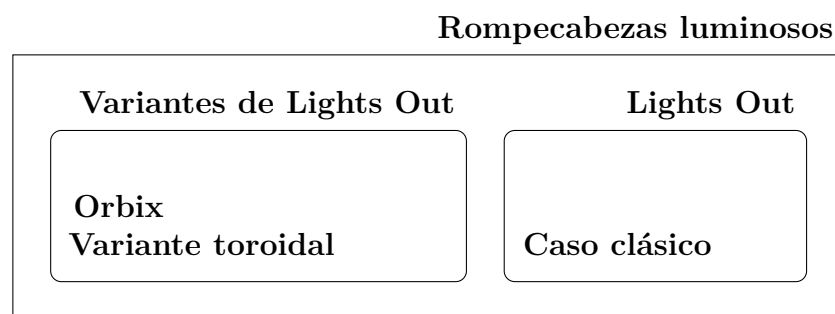 Rompecabezas luminosos
Variantes de Lights Out
Lights Out
Orbix
Variante toroidal
Caso clásico